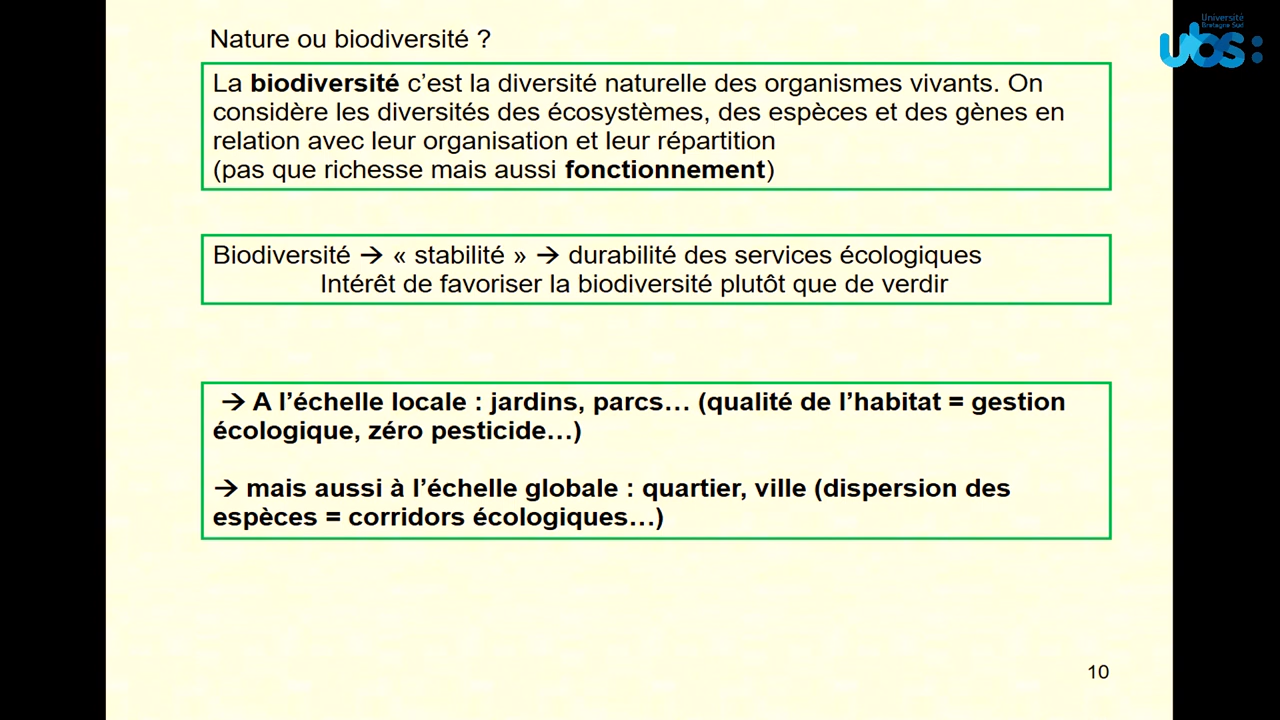 Nature ou biodiversité ?
Université
Bretagne Sud
ubs:
La biodiversité c’est la diversité naturelle des organismes vivants. On
considère les diversités des écosystèmes, des espèces et des gènes en
relation avec leur organisation et leur répartition
(pas que richesse mais aussi fonctionnement)
Biodiversité → « stabilité » → durabilité des services écologiques
Intérêt de favoriser la biodiversité plutôt que de verdir
→ A l’échelle locale : jardins, parcs… (qualité de l’habitat = gestion
écologique, zéro pesticide…)
→ mais aussi à l’échelle globale : quartier, ville (dispersion des
espèces = corridors écologiques…)
10